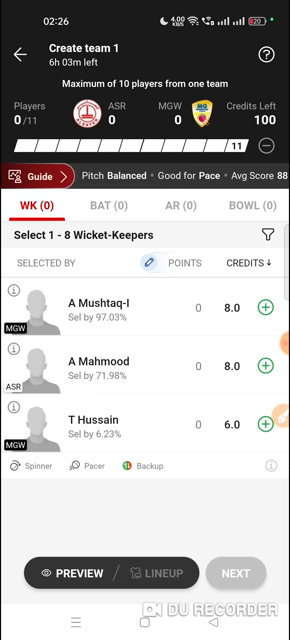 02:26
4.00 KB/S
20
Create team 1
6h 03m left
Maximum of 10 players from one team
Players ASR MGW Credits Left
0/11 0 0 100
11
Guide Pitch Balanced • Good for Pace • Avg Score 88
WK (0) BAT (0) AR (0) BOWL (0)
Select 1 - 8 Wicket-Keepers
SELECTED BY POINTS CREDITS ↓
A Mushtaq-I 0 8.0
Sel by 97.03%
MGW
A Mahmood 0 8.0
Sel by 71.98%
ASR
T Hussain 0 6.0
Sel by 6.23%
MGW
Spinner Pacer Backup
PREVIEW / LINEUP NEXT
DU RECORDER